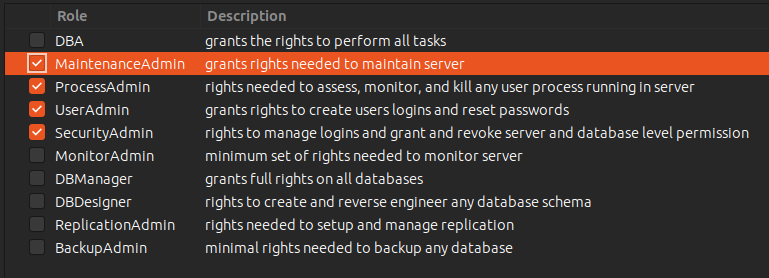 Role Description
DBA grants the rights to perform all tasks
MaintenanceAdmin grants rights needed to maintain server
ProcessAdmin rights needed to assess, monitor, and kill any user process running in server
UserAdmin grants rights to create users logins and reset passwords
SecurityAdmin rights to manage logins and grant and revoke server and database level permission
MonitorAdmin minimum set of rights needed to monitor server
DBManager grants full rights on all databases
DBDesigner rights to create and reverse engineer any database schema
ReplicationAdmin rights needed to setup and manage replication
BackupAdmin minimal rights needed to backup any database